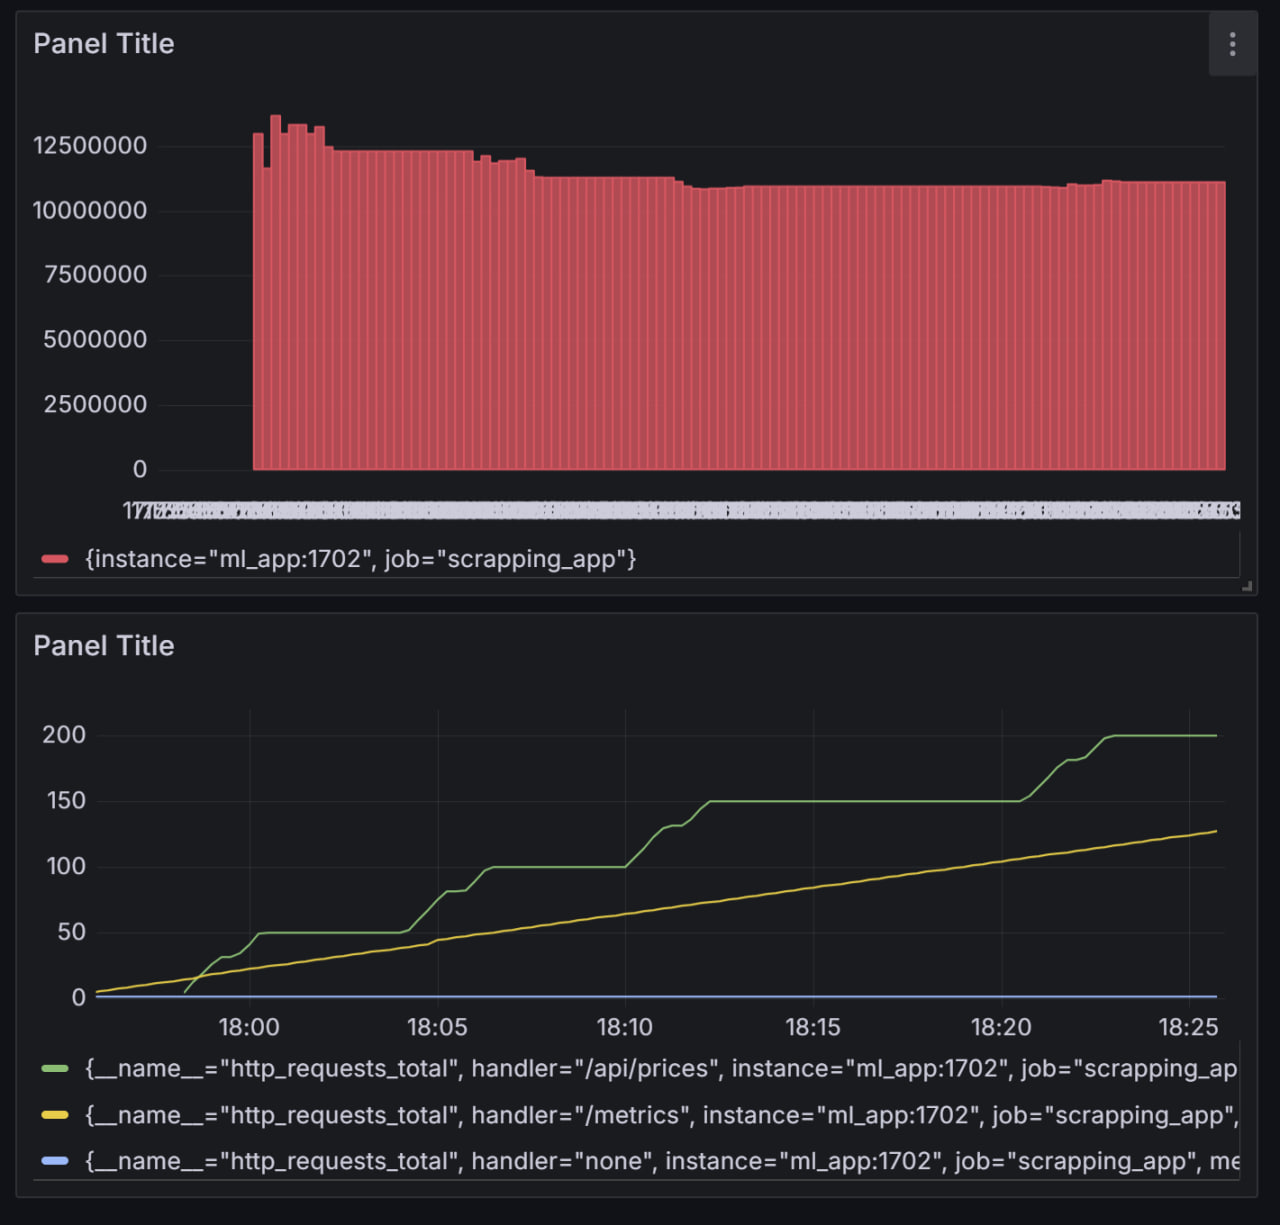 Panel Title
12500000
10000000
7500000
5000000
2500000
0
{instance="ml_app:1702", job="scrapping_app"}
Panel Title
200
150
100
50
0
18:00 18:05 18:10 18:15 18:20 18:25
{__name__="http_requests_total", handler="/api/prices", instance="ml_app:1702", job="scrapping_ap
{__name__="http_requests_total", handler="/metrics", instance="ml_app:1702", job="scrapping_app",
{__name__="http_requests_total", handler="none", instance="ml_app:1702", job="scrapping_app", me